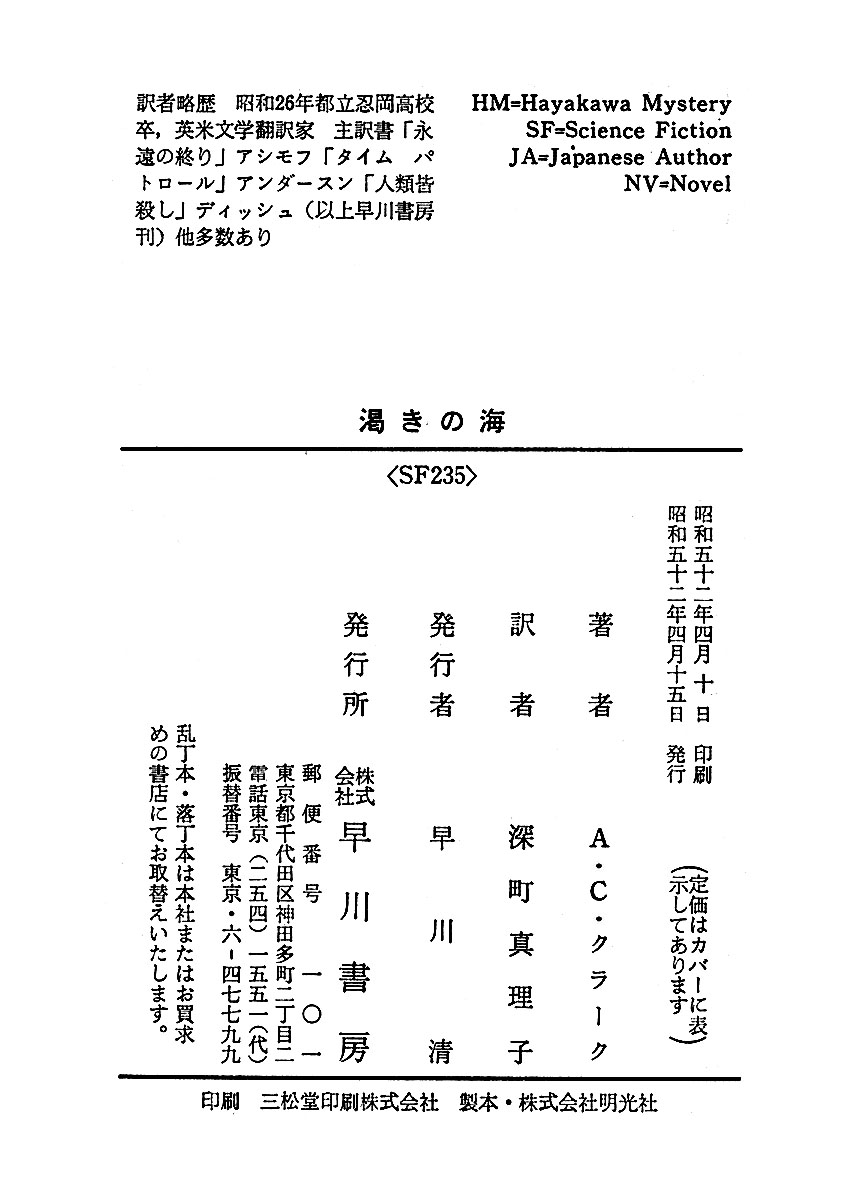 訳者略歴　昭和26年都立忍岡高校
卒，英米文学翻訳家　主訳書「永
遠の終り」アシモフ「タイム　パ
トロール」アンダースン「人類皆
殺し」ディッシュ（以上早川書房
刊）他多数あり
HM=Hayakawa Mystery
SF=Science Fiction
JA=Japanese Author
NV=Novel
渇きの海
〈SF235〉
昭和五十二年四月十日　印刷
昭和五十二年四月十五日　発行
（定価はカバーに表
示してあります）
著者　A・C・クラーク
訳者　深町真理子
発行者　早川清
発行所　株式会社早川書房
郵便番号　一〇一
東京都千代田区神田多町二丁目二
電話東京（二五四）一五五一（代）
振替番号　東京・六－四七七九九
乱丁本・落丁本は本社またはお買求
めの書店にてお取替えいたします。
印刷　三松堂印刷株式会社　製本・株式会社明光社